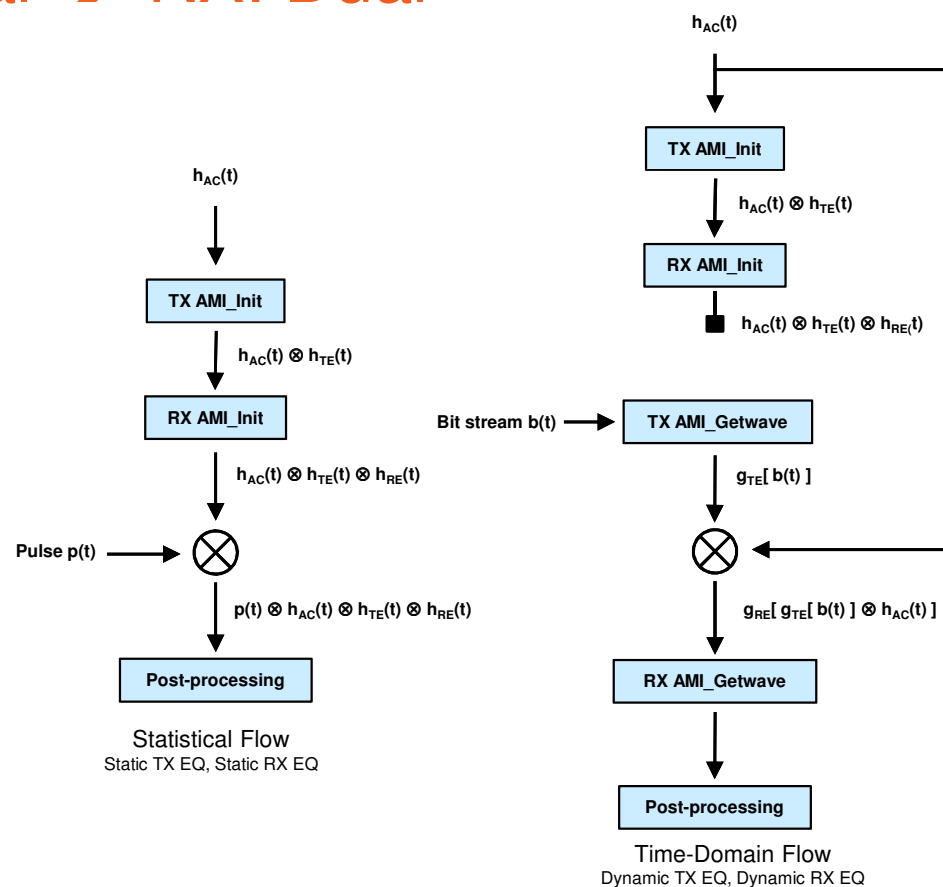 h_AC(t)
TX AMI_Init
h_AC(t) ⊗ h_TE(t)
RX AMI_Init
h_AC(t) ⊗ h_TE(t) ⊗ h_RE(t)
Pulse p(t)
p(t) ⊗ h_AC(t) ⊗ h_TE(t) ⊗ h_RE(t)
Post-processing
Statistical Flow
Static TX EQ, Static RX EQ
h_AC(t)
TX AMI_Init
h_AC(t) ⊗ h_TE(t)
RX AMI_Init
h_AC(t) ⊗ h_TE(t) ⊗ h_RE(t)
Bit stream b(t)
TX AMI_Getwave
g_TE[ b(t) ]
g_RE[ g_TE[ b(t) ] ⊗ h_AC(t) ]
RX AMI_Getwave
Post-processing
Time-Domain Flow
Dynamic TX EQ, Dynamic RX EQ